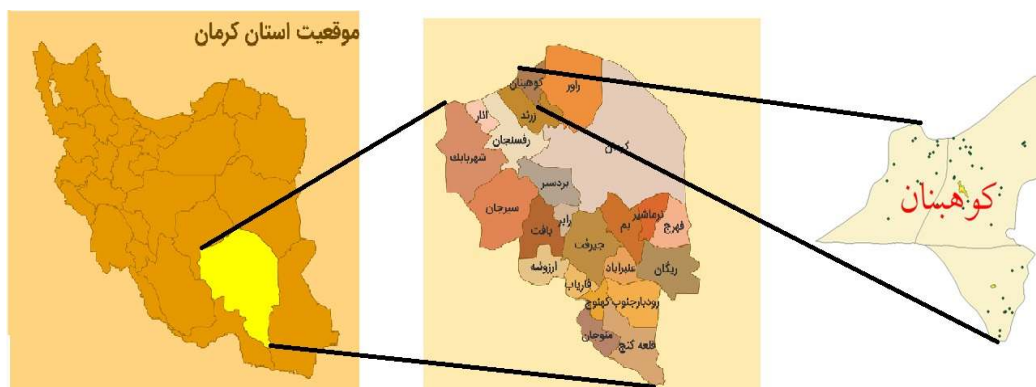 موقعیت استان کرمان
کوهبنان
راور
زرند
انار
رفسنجان
شهربابک
کرمان
بردسیر
سیرجان
رابر
بافت
جیرفت
بم
نرماشیر
فهرج
ارزوئیه
عنبراباد
ریگان
فاریاب
کهنوج
رودبارجنوب
منوجان
قلعه گنج
کوهبنان